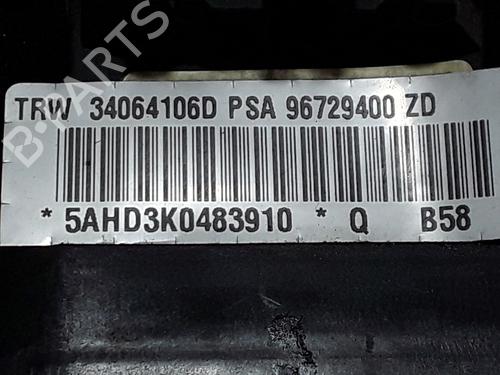 B-PARTS
TRW 34064106D PSA 96729400 ZD
* 5AHD3K0483910 * Q B58